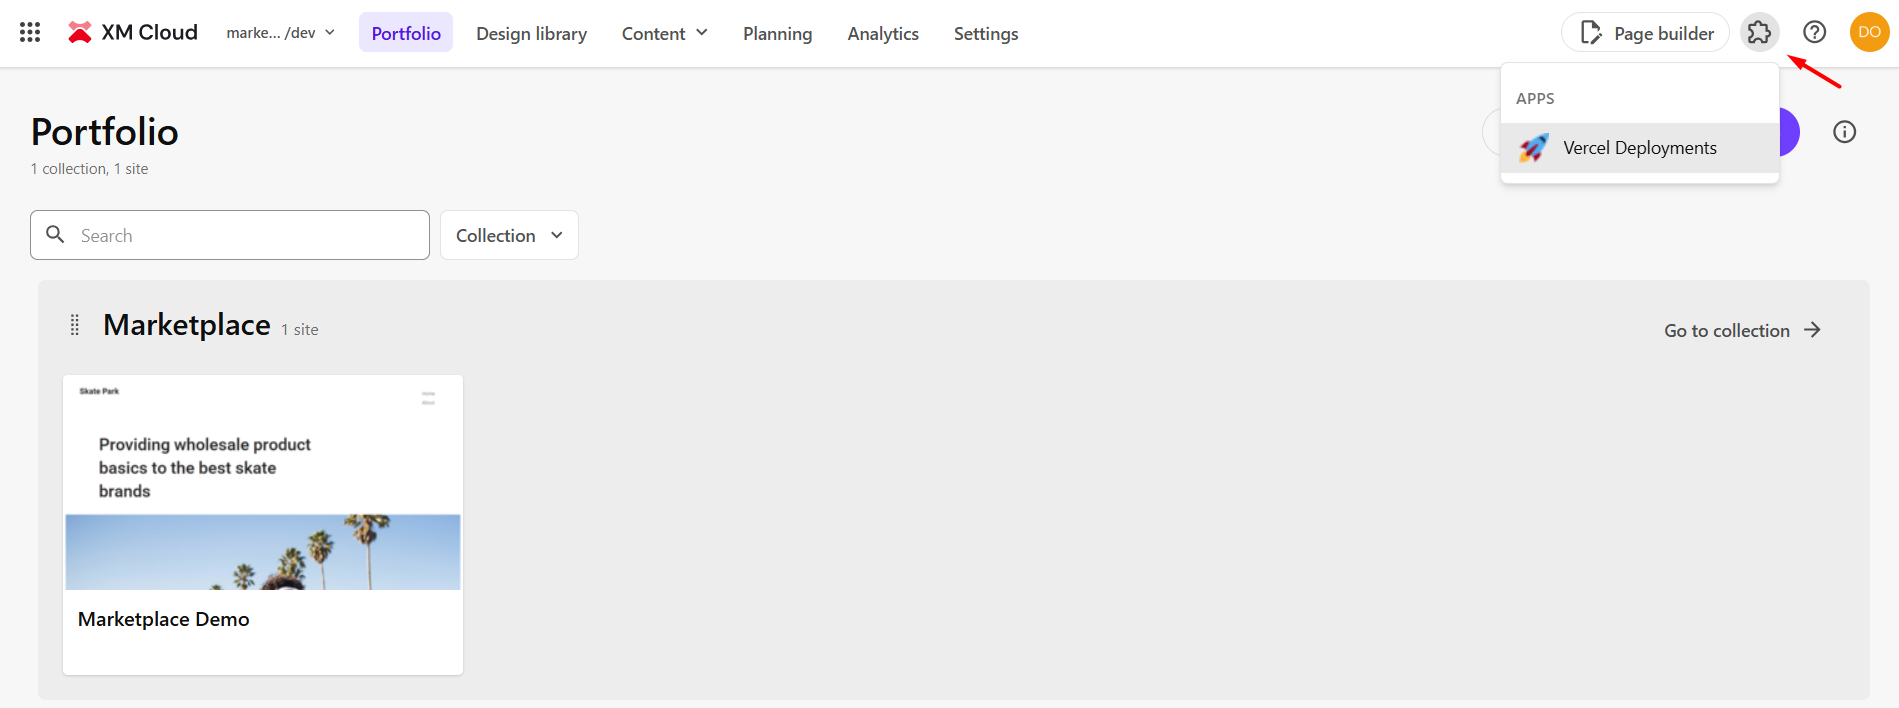 XM Cloud
marke... /dev
Portfolio
Design library
Content
Planning
Analytics
Settings
Page builder
DO
APPS
Vercel Deployments
Portfolio
1 collection, 1 site
Search
Collection
Marketplace 1 site
Go to collection
Skate Park
Home
About
Providing wholesale product
basics to the best skate
brands
Marketplace Demo